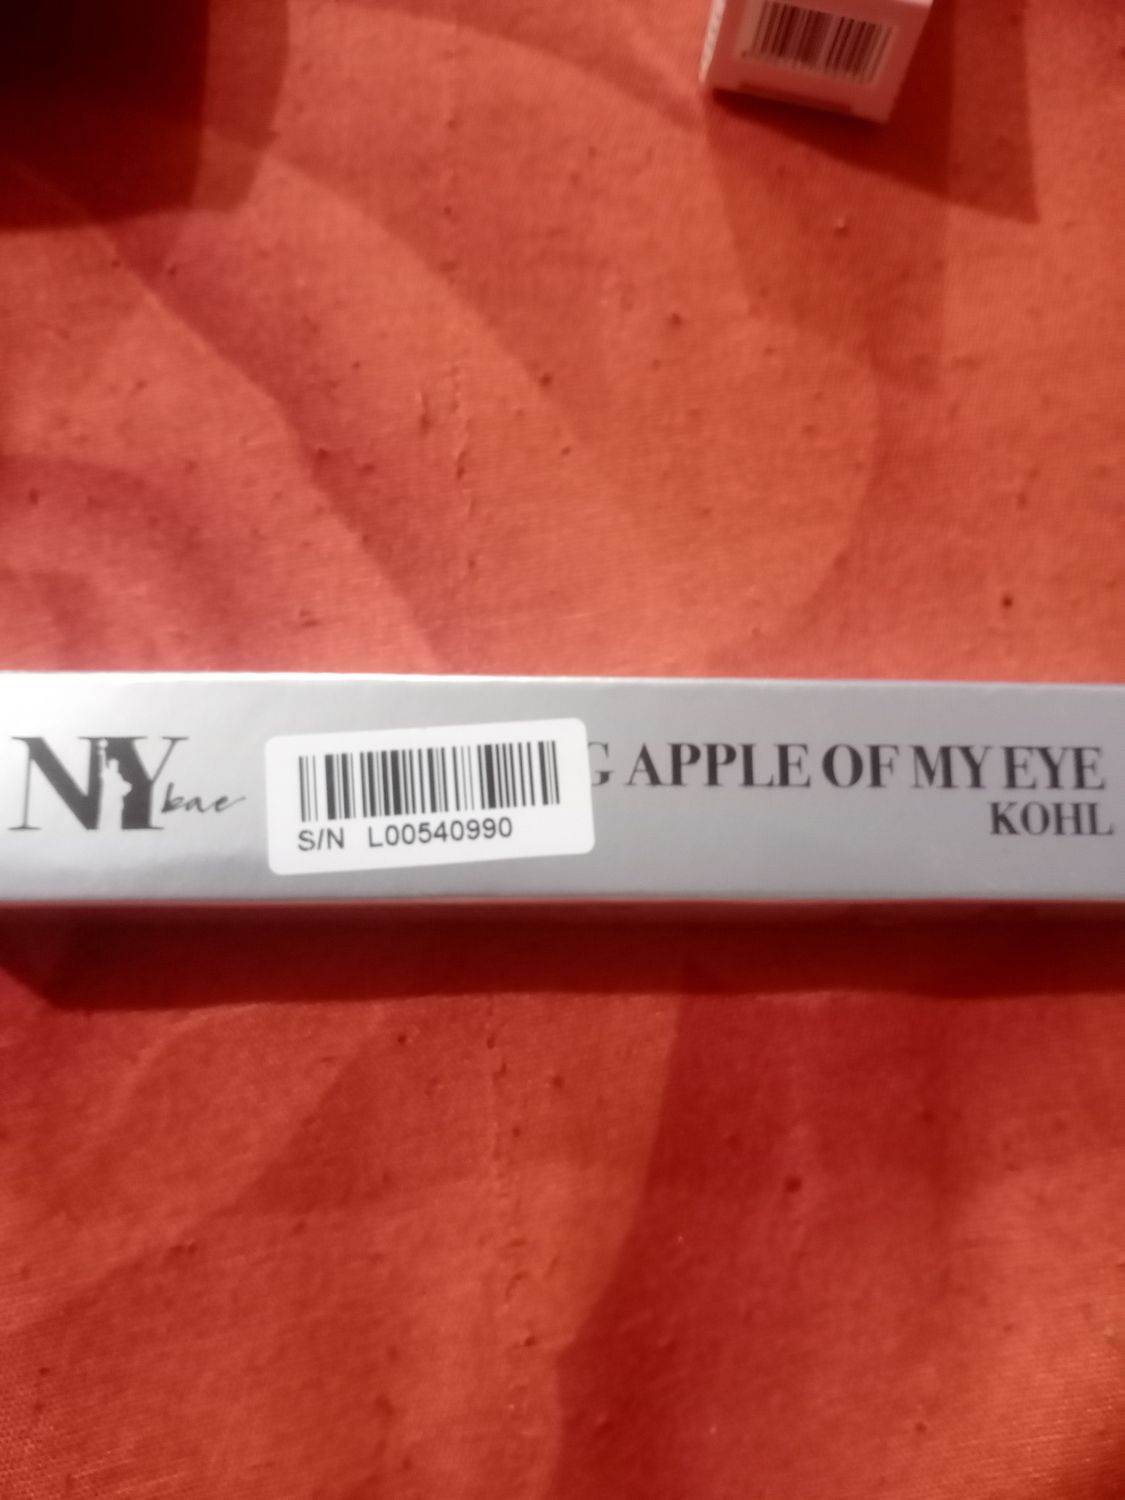 NY bae
G APPLE OF MY EYE
KOHL
S/N L00540990